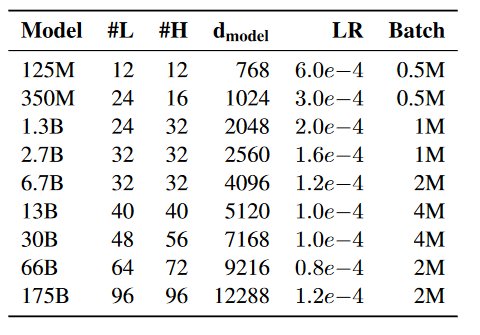 Model #L #H dmodel LR Batch
125M 12 12 768 6.0e−4 0.5M
350M 24 16 1024 3.0e−4 0.5M
1.3B 24 32 2048 2.0e−4 1M
2.7B 32 32 2560 1.6e−4 1M
6.7B 32 32 4096 1.2e−4 2M
13B 40 40 5120 1.0e−4 4M
30B 48 56 7168 1.0e−4 4M
66B 64 72 9216 0.8e−4 2M
175B 96 96 12288 1.2e−4 2M